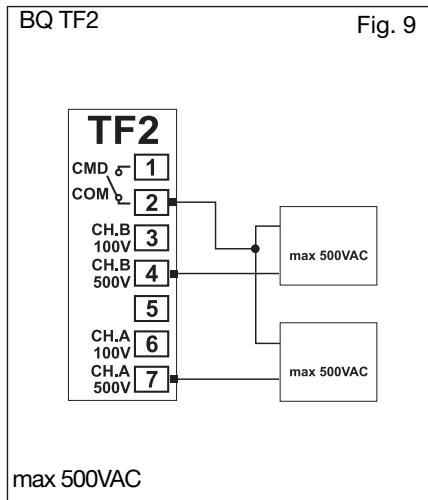 BQ TF2
Fig. 9
TF2
CMD
1
COM
2
CH.B
100V
3
CH.B
500V
4
5
CH.A
100V
6
CH.A
500V
7
max 500VAC
max 500VAC
max 500VAC